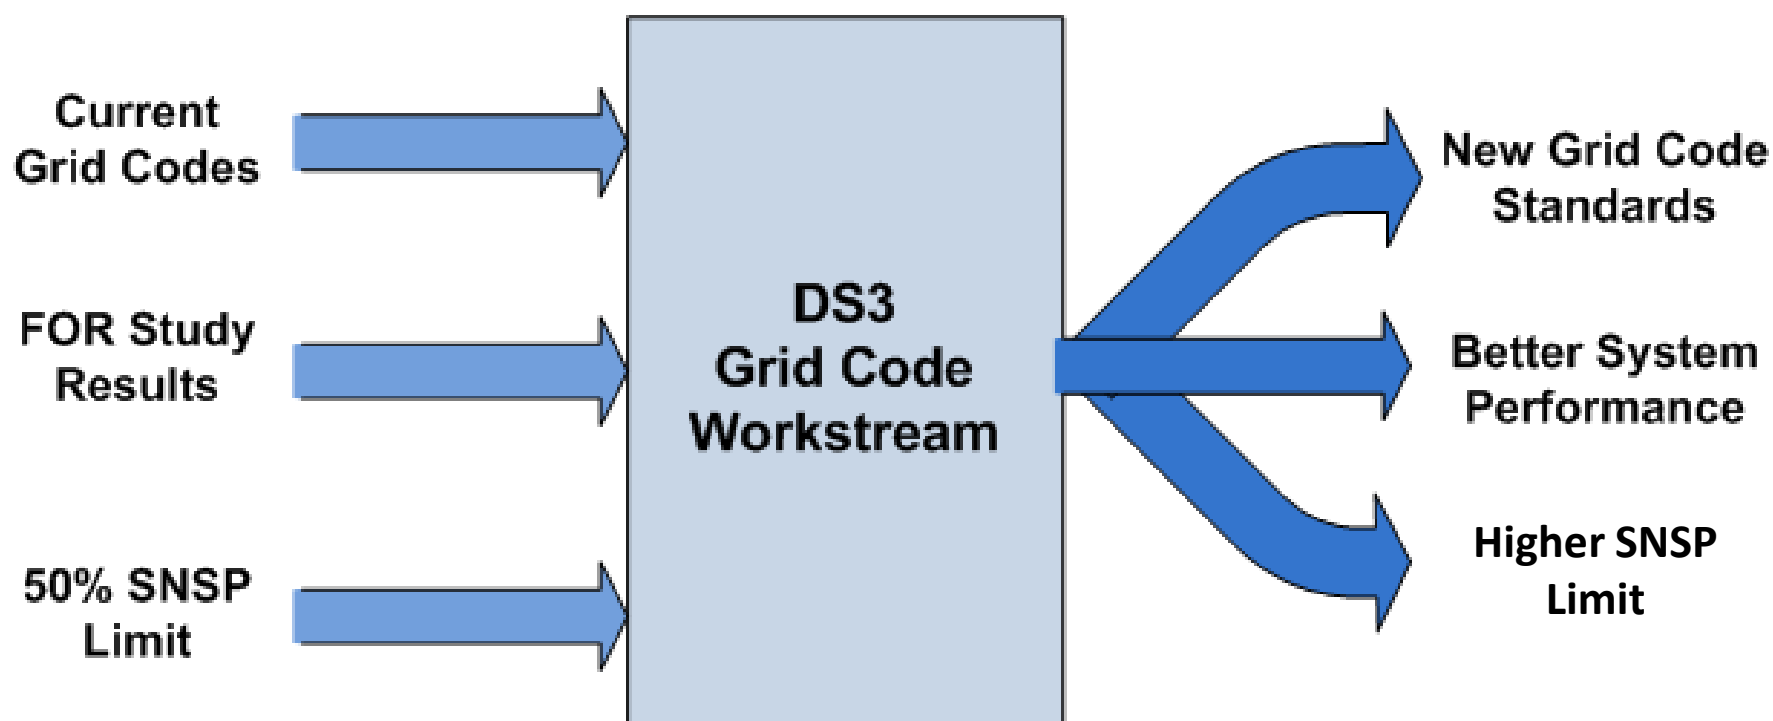 Current
Grid Codes
FOR Study
Results
50% SNSP
Limit
DS3
Grid Code
Workstream
New Grid Code
Standards
Better System
Performance
Higher SNSP
Limit